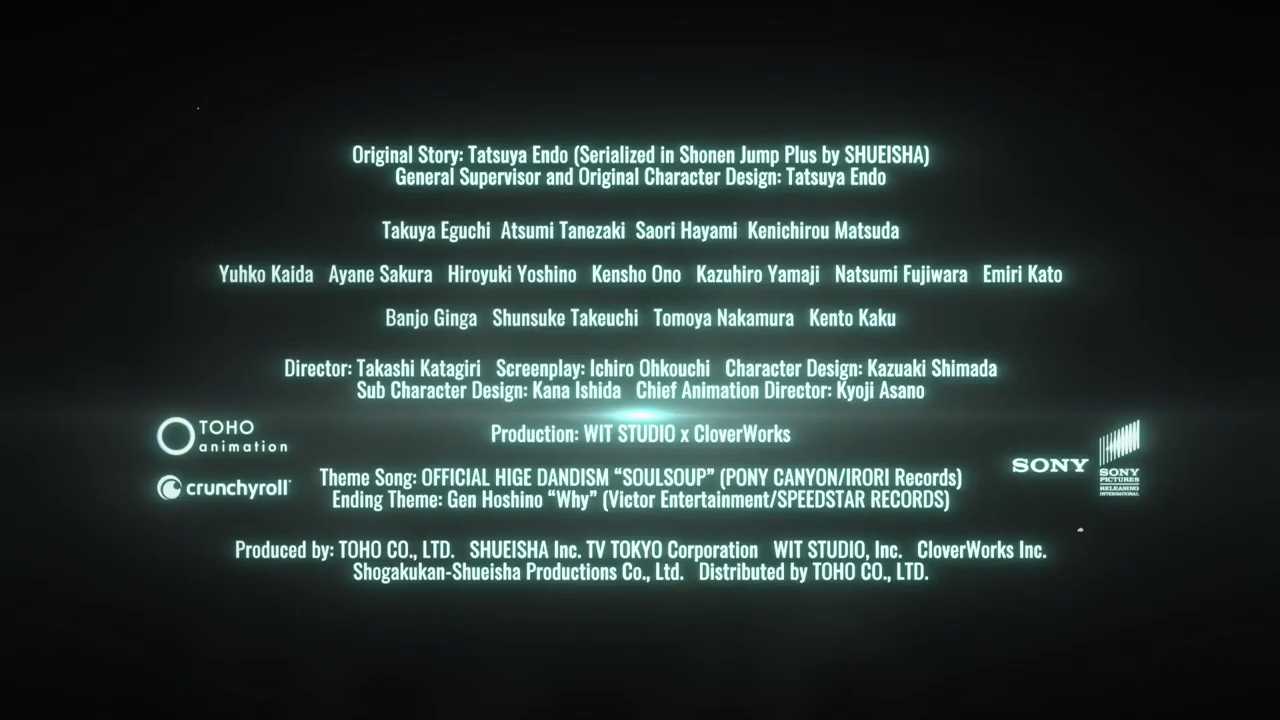 Original Story: Tatsuya Endo (Serialized in Shonen Jump Plus by SHUEISHA)
General Supervisor and Original Character Design: Tatsuya Endo
Takuya Eguchi Atsumi Tanezaki Saori Hayami Kenichirou Matsuda
Yuhko Kaida Ayane Sakura Hiroyuki Yoshino Kensho Ono Kazuhiro Yamaji Natsumi Fujiwara Emiri Kato
Banjo Ginga Shunsuke Takeuchi Tomoya Nakamura Kento Kaku
Director: Takashi Katagiri Screenplay: Ichiro Ohkouchi Character Design: Kazuaki Shimada
Sub Character Design: Kana Ishida Chief Animation Director: Kyoji Asano
TOHO
animation
Production: WIT STUDIO x CloverWorks
crunchyroll
Theme Song: OFFICIAL HIGE DANDISM “SOULSOUP” (PONY CANYON/IRORI Records)
Ending Theme: Gen Hoshino “Why” (Victor Entertainment/SPEEDSTAR RECORDS)
SONY
SONY
PICTURES
RELEASING
INTERNATIONAL
Produced by: TOHO CO., LTD. SHUEISHA Inc. TV TOKYO Corporation WIT STUDIO, Inc. CloverWorks Inc.
Shogakukan-Shueisha Productions Co., Ltd. Distributed by TOHO CO., LTD.